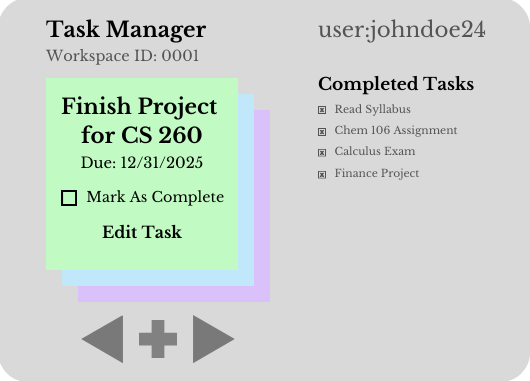 Task Manager
Workspace ID: 0001
Finish Project
for CS 260
Due: 12/31/2025
Mark As Complete
Edit Task
user:johndoe24
Completed Tasks
Read Syllabus
Chem 106 Assignment
Calculus Exam
Finance Project